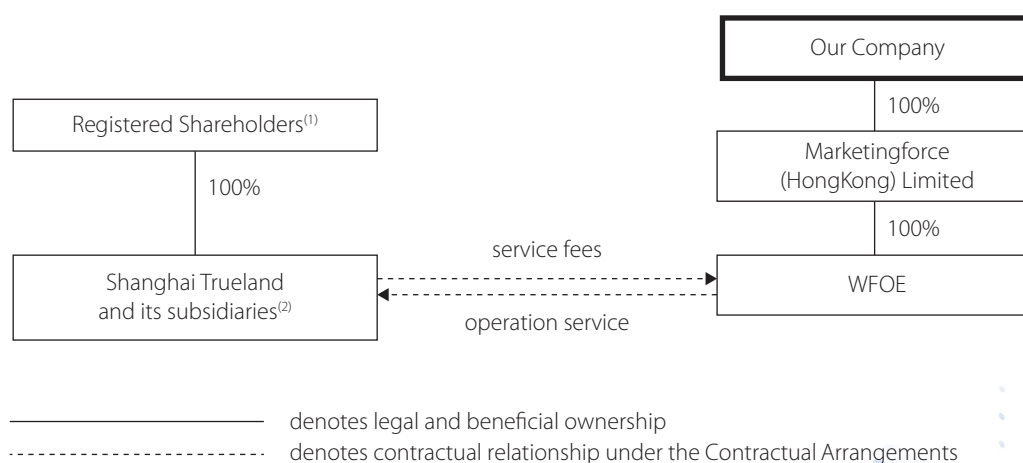 Our Company
100%
Registered Shareholders(1)
Marketingforce
(HongKong) Limited
100%
100%
service fees
Shanghai Trueland
and its subsidiaries(2)
WFOE
operation service
denotes legal and beneficial ownership
denotes contractual relationship under the Contractual Arrangements